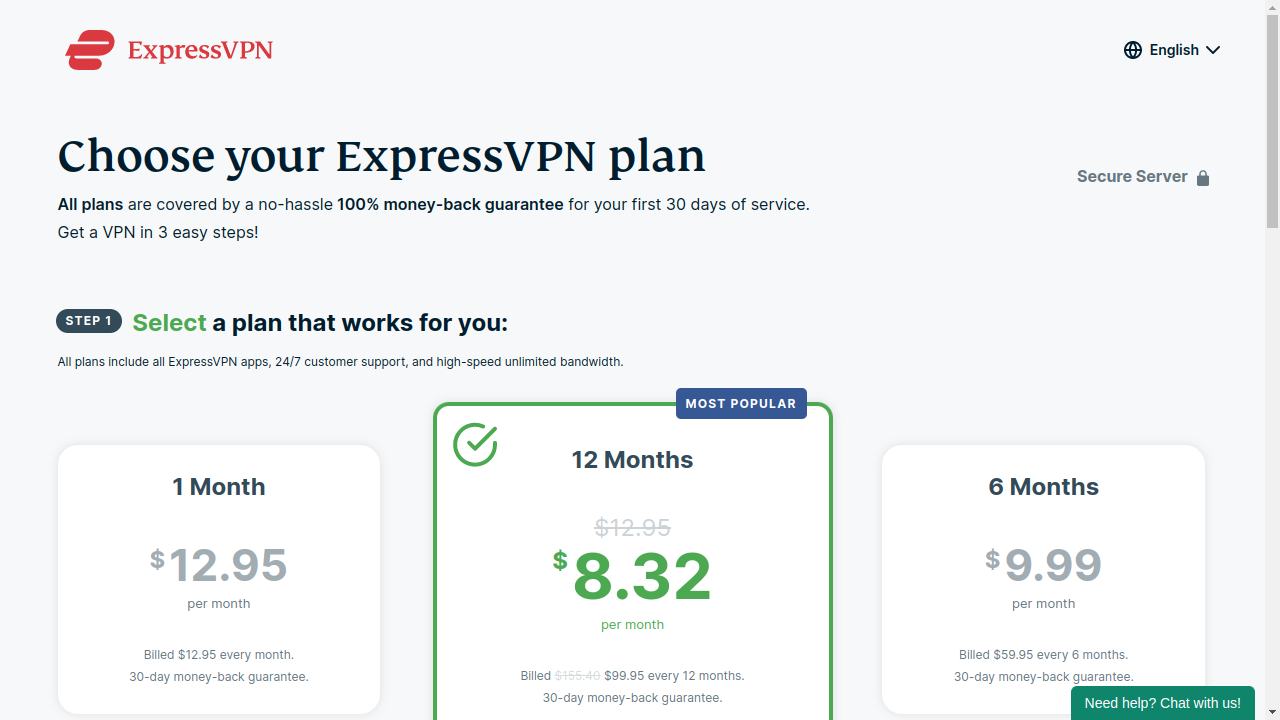 ExpressVPN
English
Choose your ExpressVPN plan
Secure Server
All plans are covered by a no-hassle 100% money-back guarantee for your first 30 days of service.
Get a VPN in 3 easy steps!
STEP 1 Select a plan that works for you:
All plans include all ExpressVPN apps, 24/7 customer support, and high-speed unlimited bandwidth.
1 Month
$12.95
per month
Billed $12.95 every month.
30-day money-back guarantee.
MOST POPULAR
12 Months
$12.95
$8.32
per month
Billed $155.40 $99.95 every 12 months.
30-day money-back guarantee.
6 Months
$9.99
per month
Billed $59.95 every 6 months.
30-day money-back guarantee.
Need help? Chat with us!